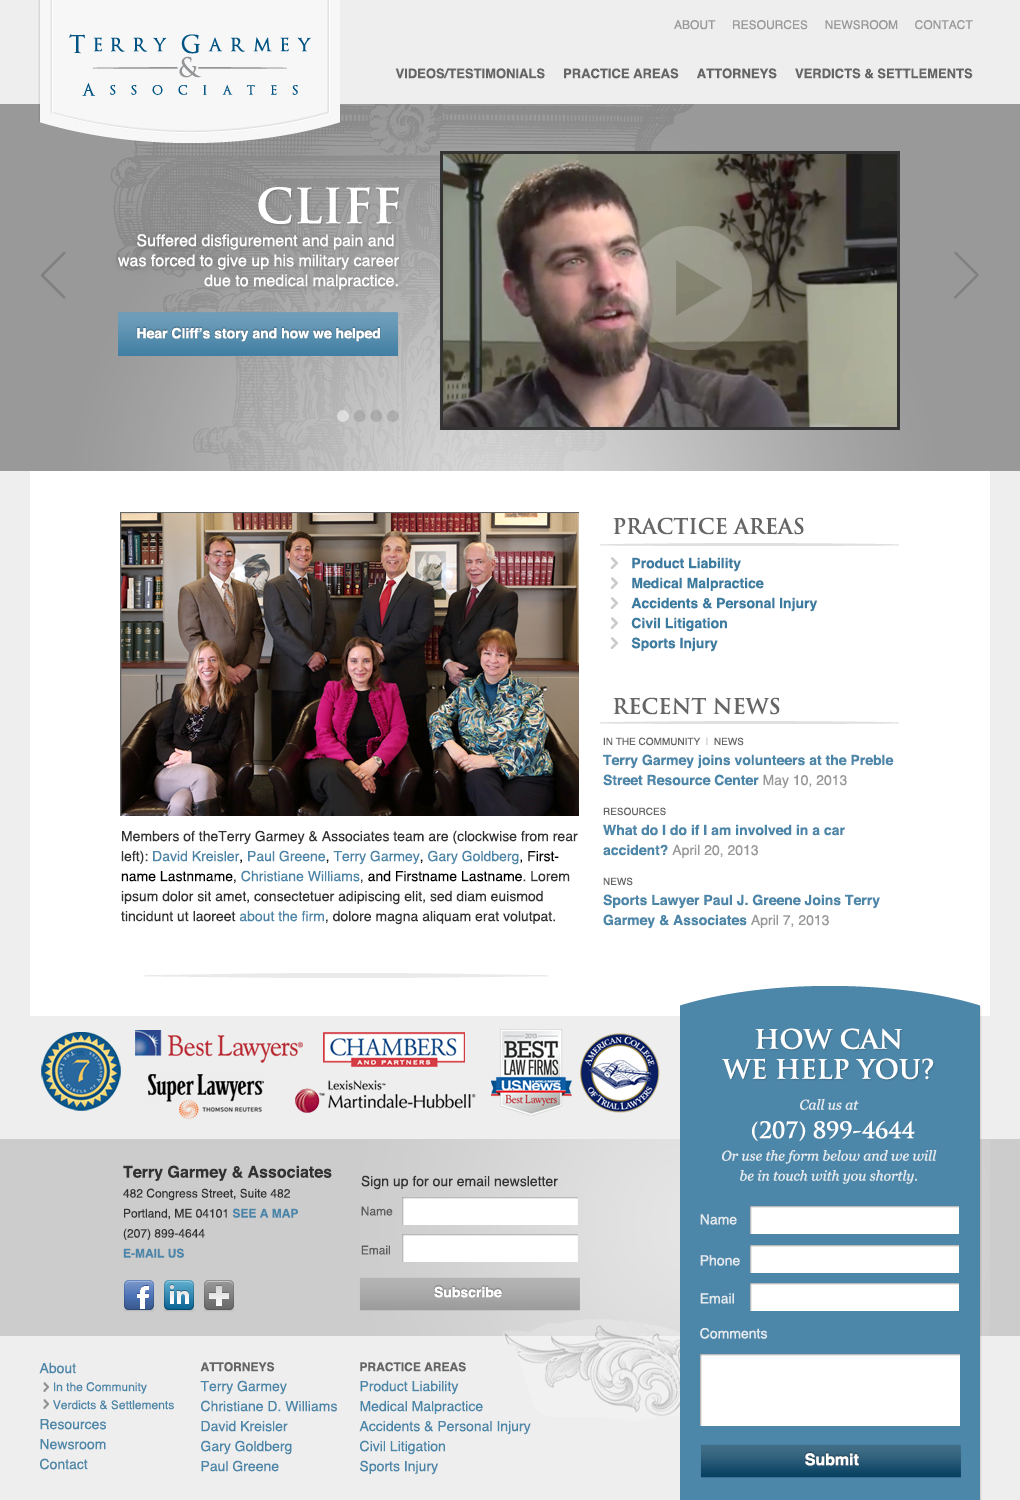 ABOUT RESOURCES NEWSROOM CONTACT
TERRY GARMEY
&
ASSOCIATES
VIDEOS/TESTIMONIALS PRACTICE AREAS ATTORNEYS VERDICTS & SETTLEMENTS
CLIFF
Suffered disfigurement and pain and
was forced to give up his military career
due to medical malpractice.
Hear Cliff's story and how we helped
PRACTICE AREAS
Product Liability
Medical Malpractice
Accidents & Personal Injury
Civil Litigation
Sports Injury
RECENT NEWS
IN THE COMMUNITY | NEWS
Terry Garmey joins volunteers at the Preble
Street Resource Center May 10, 2013
RESOURCES
What do I do if I am involved in a car
accident? April 20, 2013
NEWS
Sports Lawyer Paul J. Greene Joins Terry
Garmey & Associates April 7, 2013
Members of theTerry Garmey & Associates team are (clockwise from rear
left): David Kreisler, Paul Greene, Terry Garmey, Gary Goldberg, First-
name Lastnmame, Christiane Williams, and Firstname Lastname. Lorem
ipsum dolor sit amet, consectetuer adipiscing elit, sed diam euismod
tincidunt ut laoreet about the firm, dolore magna aliquam erat volutpat.
7
Best Lawyers®
Super Lawyers®
THOMSON REUTERS
CHAMBERS
AND PARTNERS
LexisNexis™
Martindale-Hubbell®
2013
BEST
LAW FIRMS
U.S.News
Best Lawyers
AMERICAN COLLEGE
OF TRIAL LAWYERS
HOW CAN
WE HELP YOU?
Call us at
(207) 899-4644
Or use the form below and we will
be in touch with you shortly.
Name
Phone
Email
Comments
Submit
Terry Garmey & Associates
482 Congress Street, Suite 482
Portland, ME 04101 SEE A MAP
(207) 899-4644
E-MAIL US
f in
Sign up for our email newsletter
Name
Email
Subscribe
About
In the Community
Verdicts & Settlements
Resources
Newsroom
Contact
ATTORNEYS
Terry Garmey
Christiane D. Williams
David Kreisler
Gary Goldberg
Paul Greene
PRACTICE AREAS
Product Liability
Medical Malpractice
Accidents & Personal Injury
Civil Litigation
Sports Injury